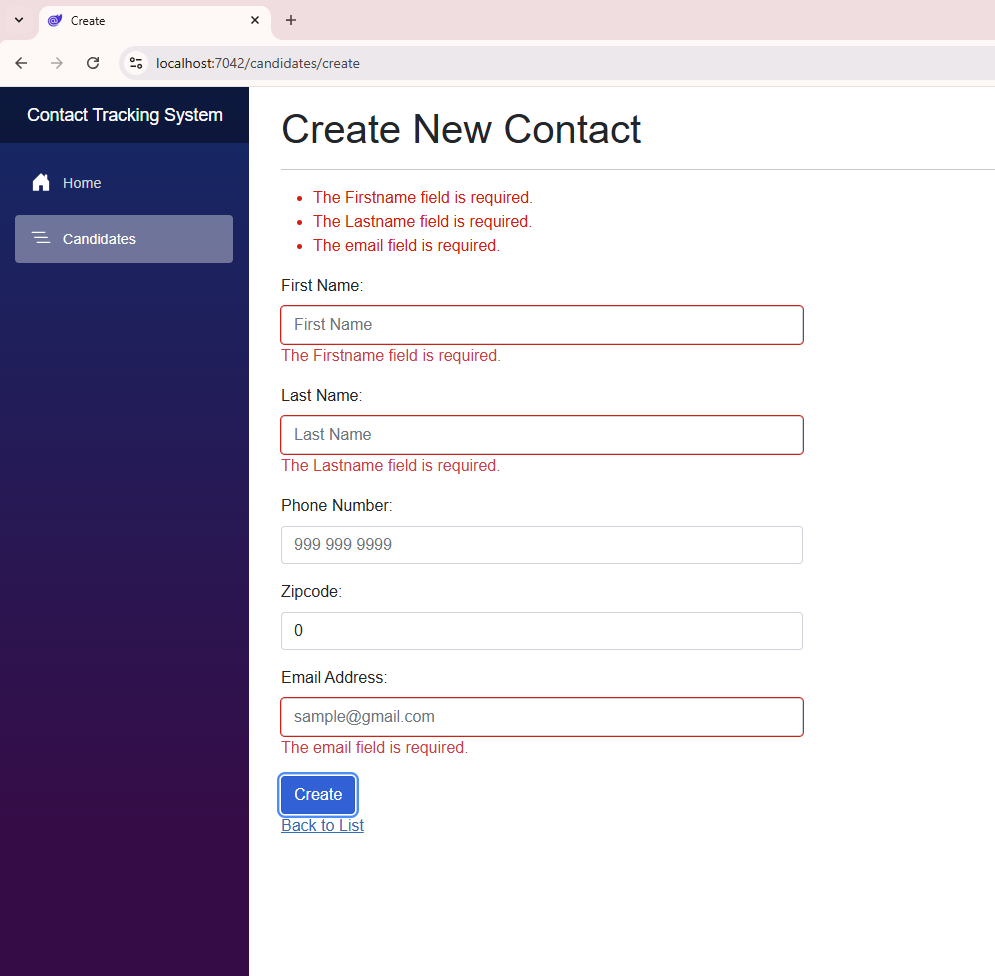 Create
localhost:7042/candidates/create
Contact Tracking System
Home
Candidates
Create New Contact
The Firstname field is required.
The Lastname field is required.
The email field is required.
First Name:
First Name
The Firstname field is required.
Last Name:
Last Name
The Lastname field is required.
Phone Number:
999 999 9999
Zipcode:
0
Email Address:
sample@gmail.com
The email field is required.
Create
Back to List